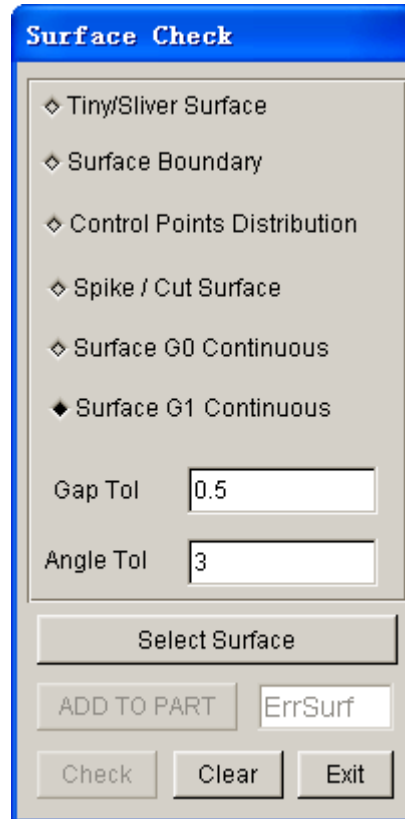 Surface Check
Tiny/Sliver Surface
Surface Boundary
Control Points Distribution
Spike / Cut Surface
Surface G0 Continuous
Surface G1 Continuous
Gap Tol 0.5
Angle Tol 3
Select Surface
ADD TO PART ErrSurf
Check Clear Exit